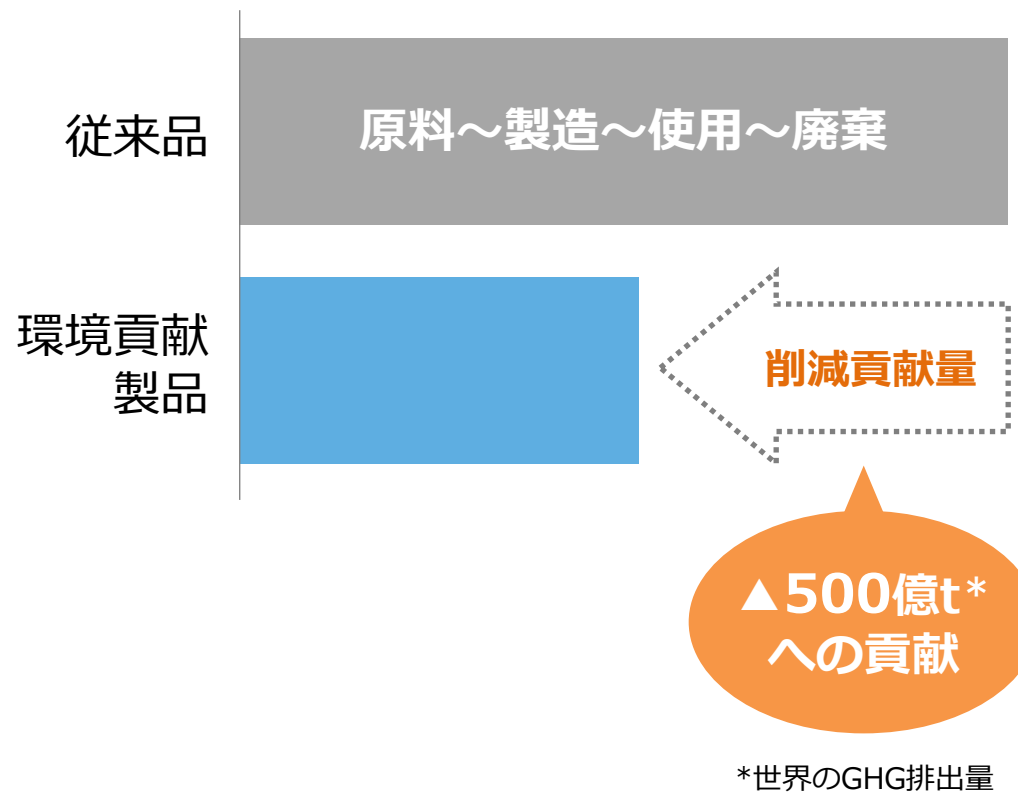 従来品
原料～製造～使用～廃棄
環境貢献
製品
削減貢献量
▲500億t*
への貢献
*世界のGHG排出量